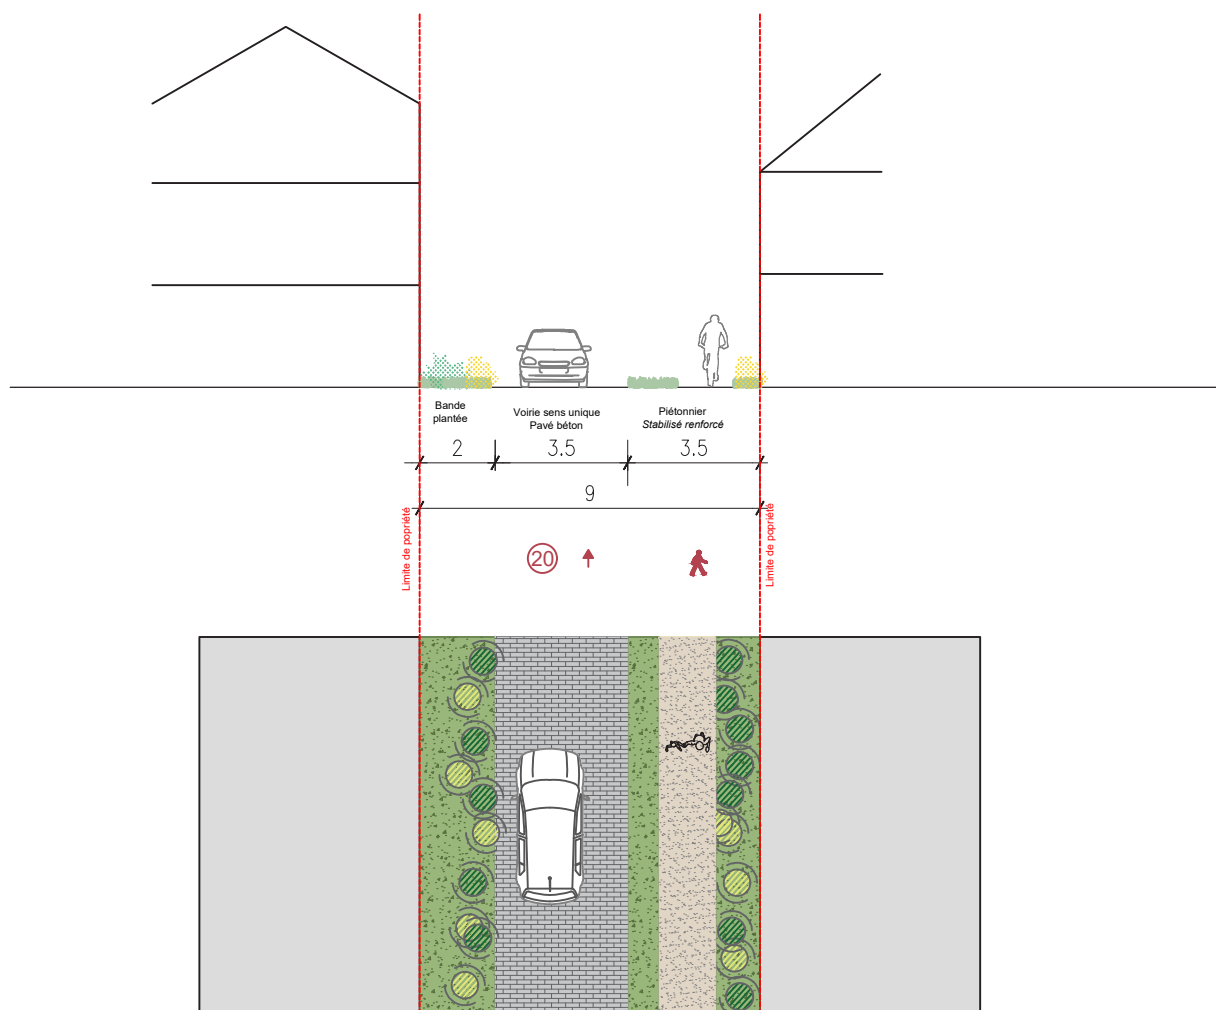 Bande
plantée
Voirie sens unique
Pavé béton
Piétonnier
Stabilisé renforcé
2
3.5
3.5
9
Limite de popriété
Limite de popriété
20